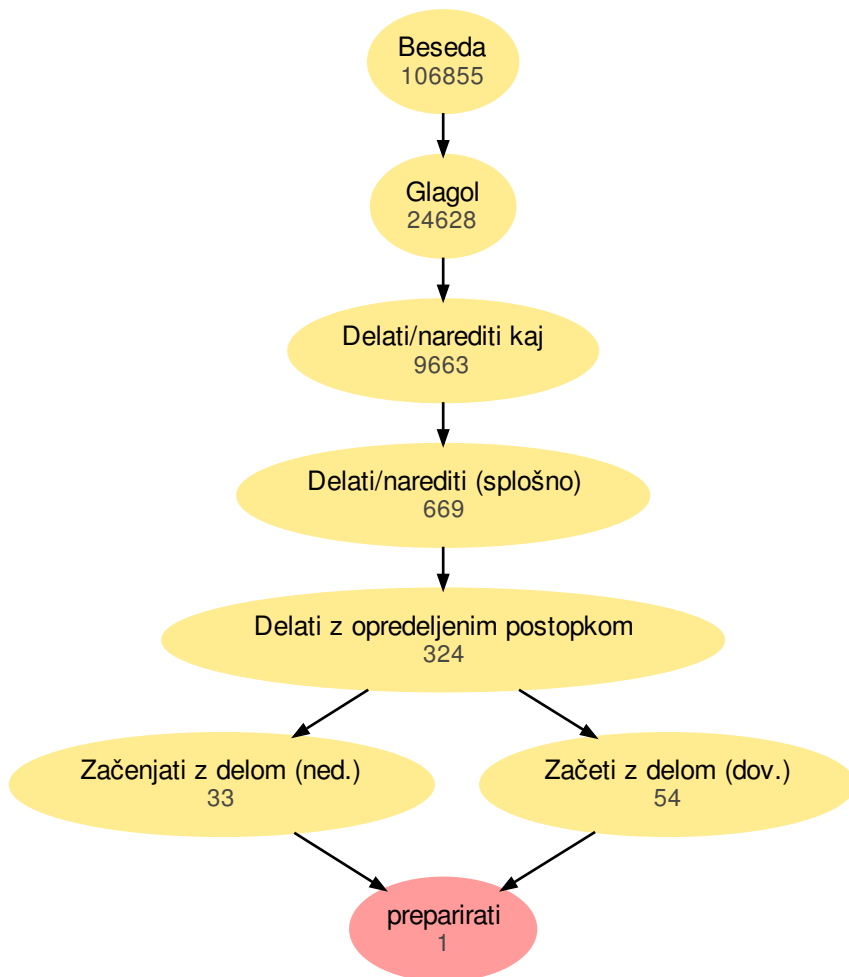 Beseda
106855
Glagol
24628
Delati/narediti kaj
9663
Delati/narediti (splošno)
669
Delati z opredeljenim postopkom
324
Začenjati z delom (ned.)
33
Začeti z delom (dov.)
54
preparirati
1